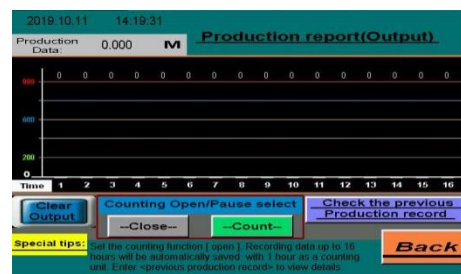 2019.10.11 14:19:31
Production Data: 0.000 M
Production report(Output)
0 0 0 0 0 0 0 0 0 0 0 0 0 0 0 0
900
600
200
0
Time 1 2 3 4 5 6 7 8 9 10 11 12 13 14 15 16
Clear Output
Counting Open/Pause select
--Close--
--Count--
Check the previous
Production record
Special tips:
Set the counting function [ open ]. Recording data up to 16
hours will be automatically saved with 1 hour as a counting
unit. Enter <previous production record> to view details
Back